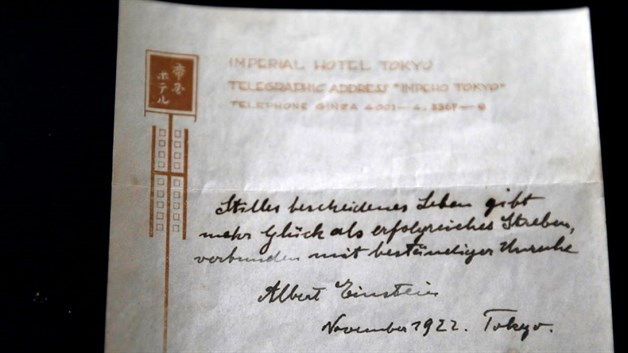 帝国
ホテル
IMPERIAL HOTEL TOKYO
TELEGRAPHIC ADDRESS "IMPEHO TOKYO"
TELEPHONE GINZA
Stilles bescheidenes Leben gibt
mehr Glück als erfolgreiches Streben,
verbunden mit beständiger Unruhe
Albert Einstein
November 1922. Tokyo.